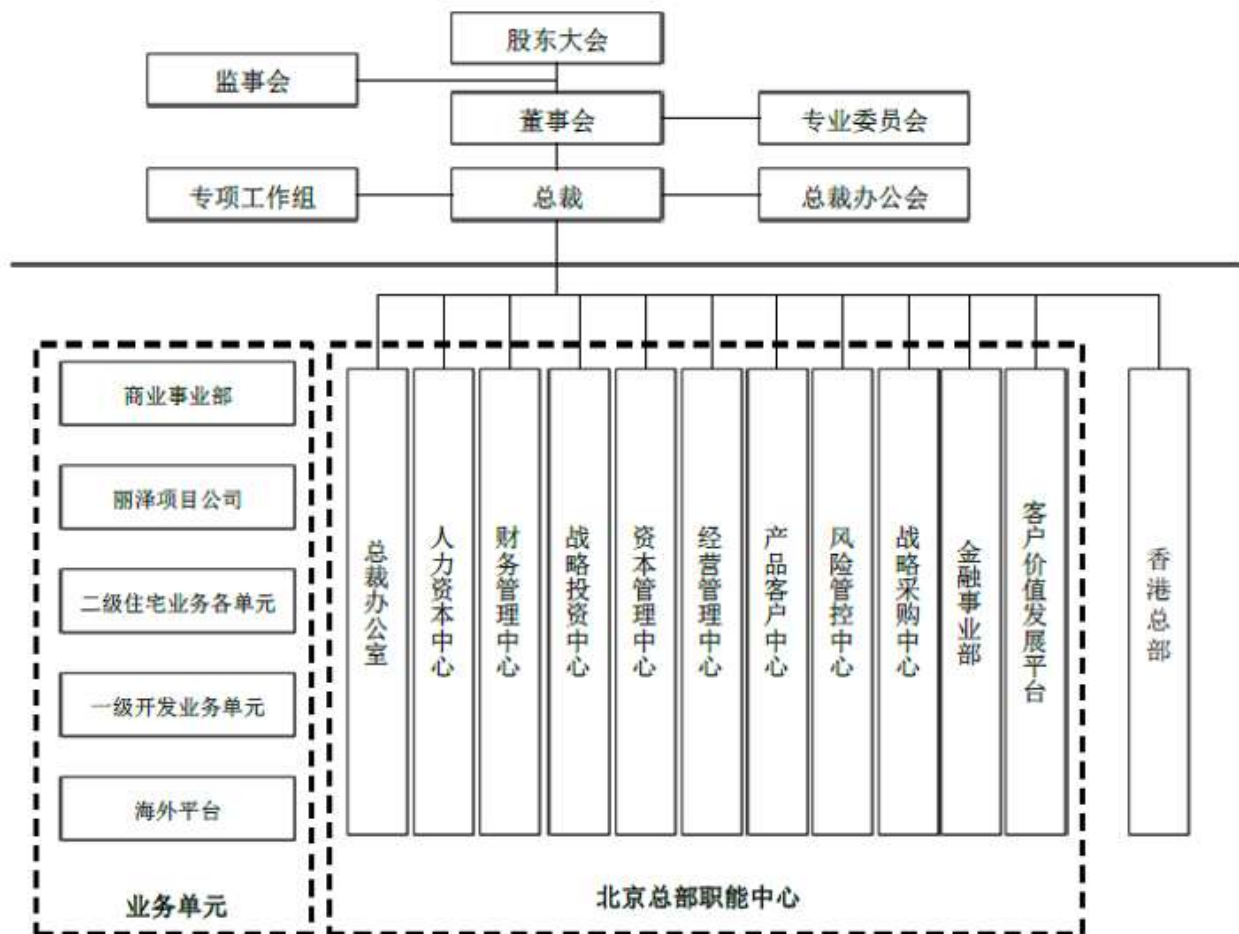 股东大会
监事会
董事会
专业委员会
专项工作组
总裁
总裁办公会
商业事业部
丽泽项目公司
二级住宅业务各单元
一级开发业务单元
海外平台
业务单元
总裁办公室
人力资本中心
财务管理中心
战略投资中心
资本管理中心
经营管理中心
产品客户中心
风险管控中心
战略采购中心
金融事业部
客户价值发展平台
北京总部职能中心
香港总部